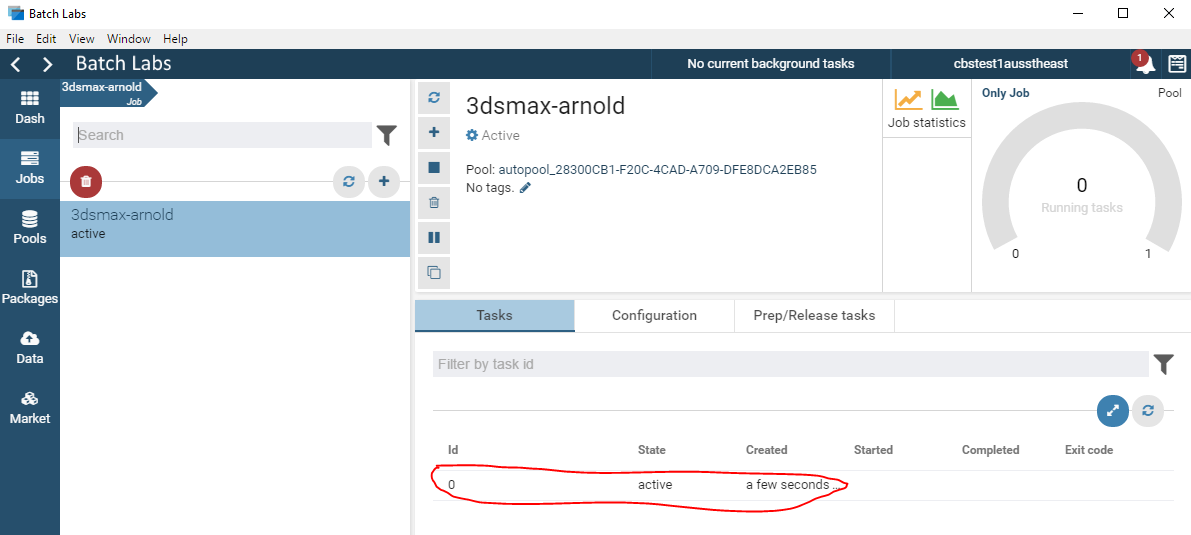 Batch Labs
File Edit View Window Help
Batch Labs
No current background tasks
cbstest1ausstheast
1
Dash
Jobs
Pools
Packages
Data
Market
3dsmax-arnold
Job
Search
3dsmax-arnold
active
3dsmax-arnold
Active
Pool: autopool_28300CB1-F20C-4CAD-A709-DFE8DCA2EB85
No tags.
Job statistics
Only Job Pool
0
Running tasks
0 1
Tasks Configuration Prep/Release tasks
Filter by task id
Id State Created Started Completed Exit code
0 active a few seconds ...